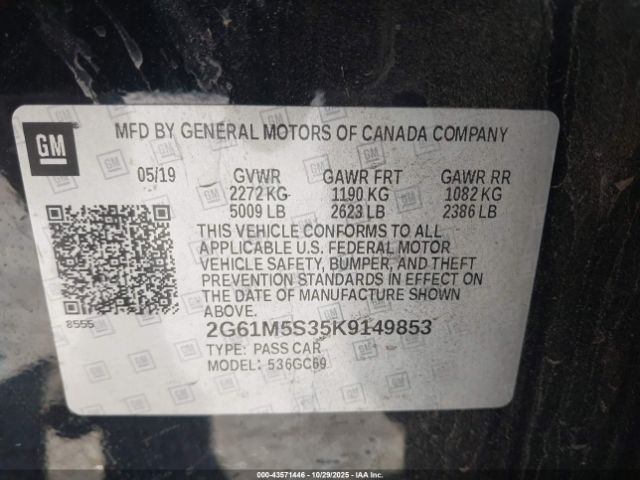 GM
MFD BY GENERAL MOTORS OF CANADA COMPANY
05/19 GVWR GAWR FRT GAWR RR
2272 KG 1190 KG 1082 KG
5009 LB 2623 LB 2386 LB
THIS VEHICLE CONFORMS TO ALL
APPLICABLE U.S. FEDERAL MOTOR
VEHICLE SAFETY, BUMPER, AND THEFT
PREVENTION STANDARDS IN EFFECT ON
THE DATE OF MANUFACTURE SHOWN
ABOVE.
8555
2G61M5S35K9149853
TYPE: PASS CAR
MODEL: 536GC69
000-43571446 - 10/29/2025 - IAAI.COM